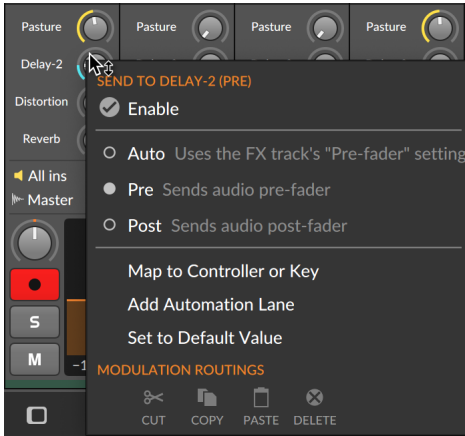 Pasture Pasture Pasture Pasture
Delay-2
SEND TO DELAY-2 (PRE)
Distortion
Enable
Reverb
Auto Uses the FX track's "Pre-fader" setting
All ins
Pre Sends audio pre-fader
Master
Post Sends audio post-fader
Map to Controller or Key
Add Automation Lane
S
Set to Default Value
M
-1
MODULATION ROUTINGS
CUT COPY PASTE DELETE